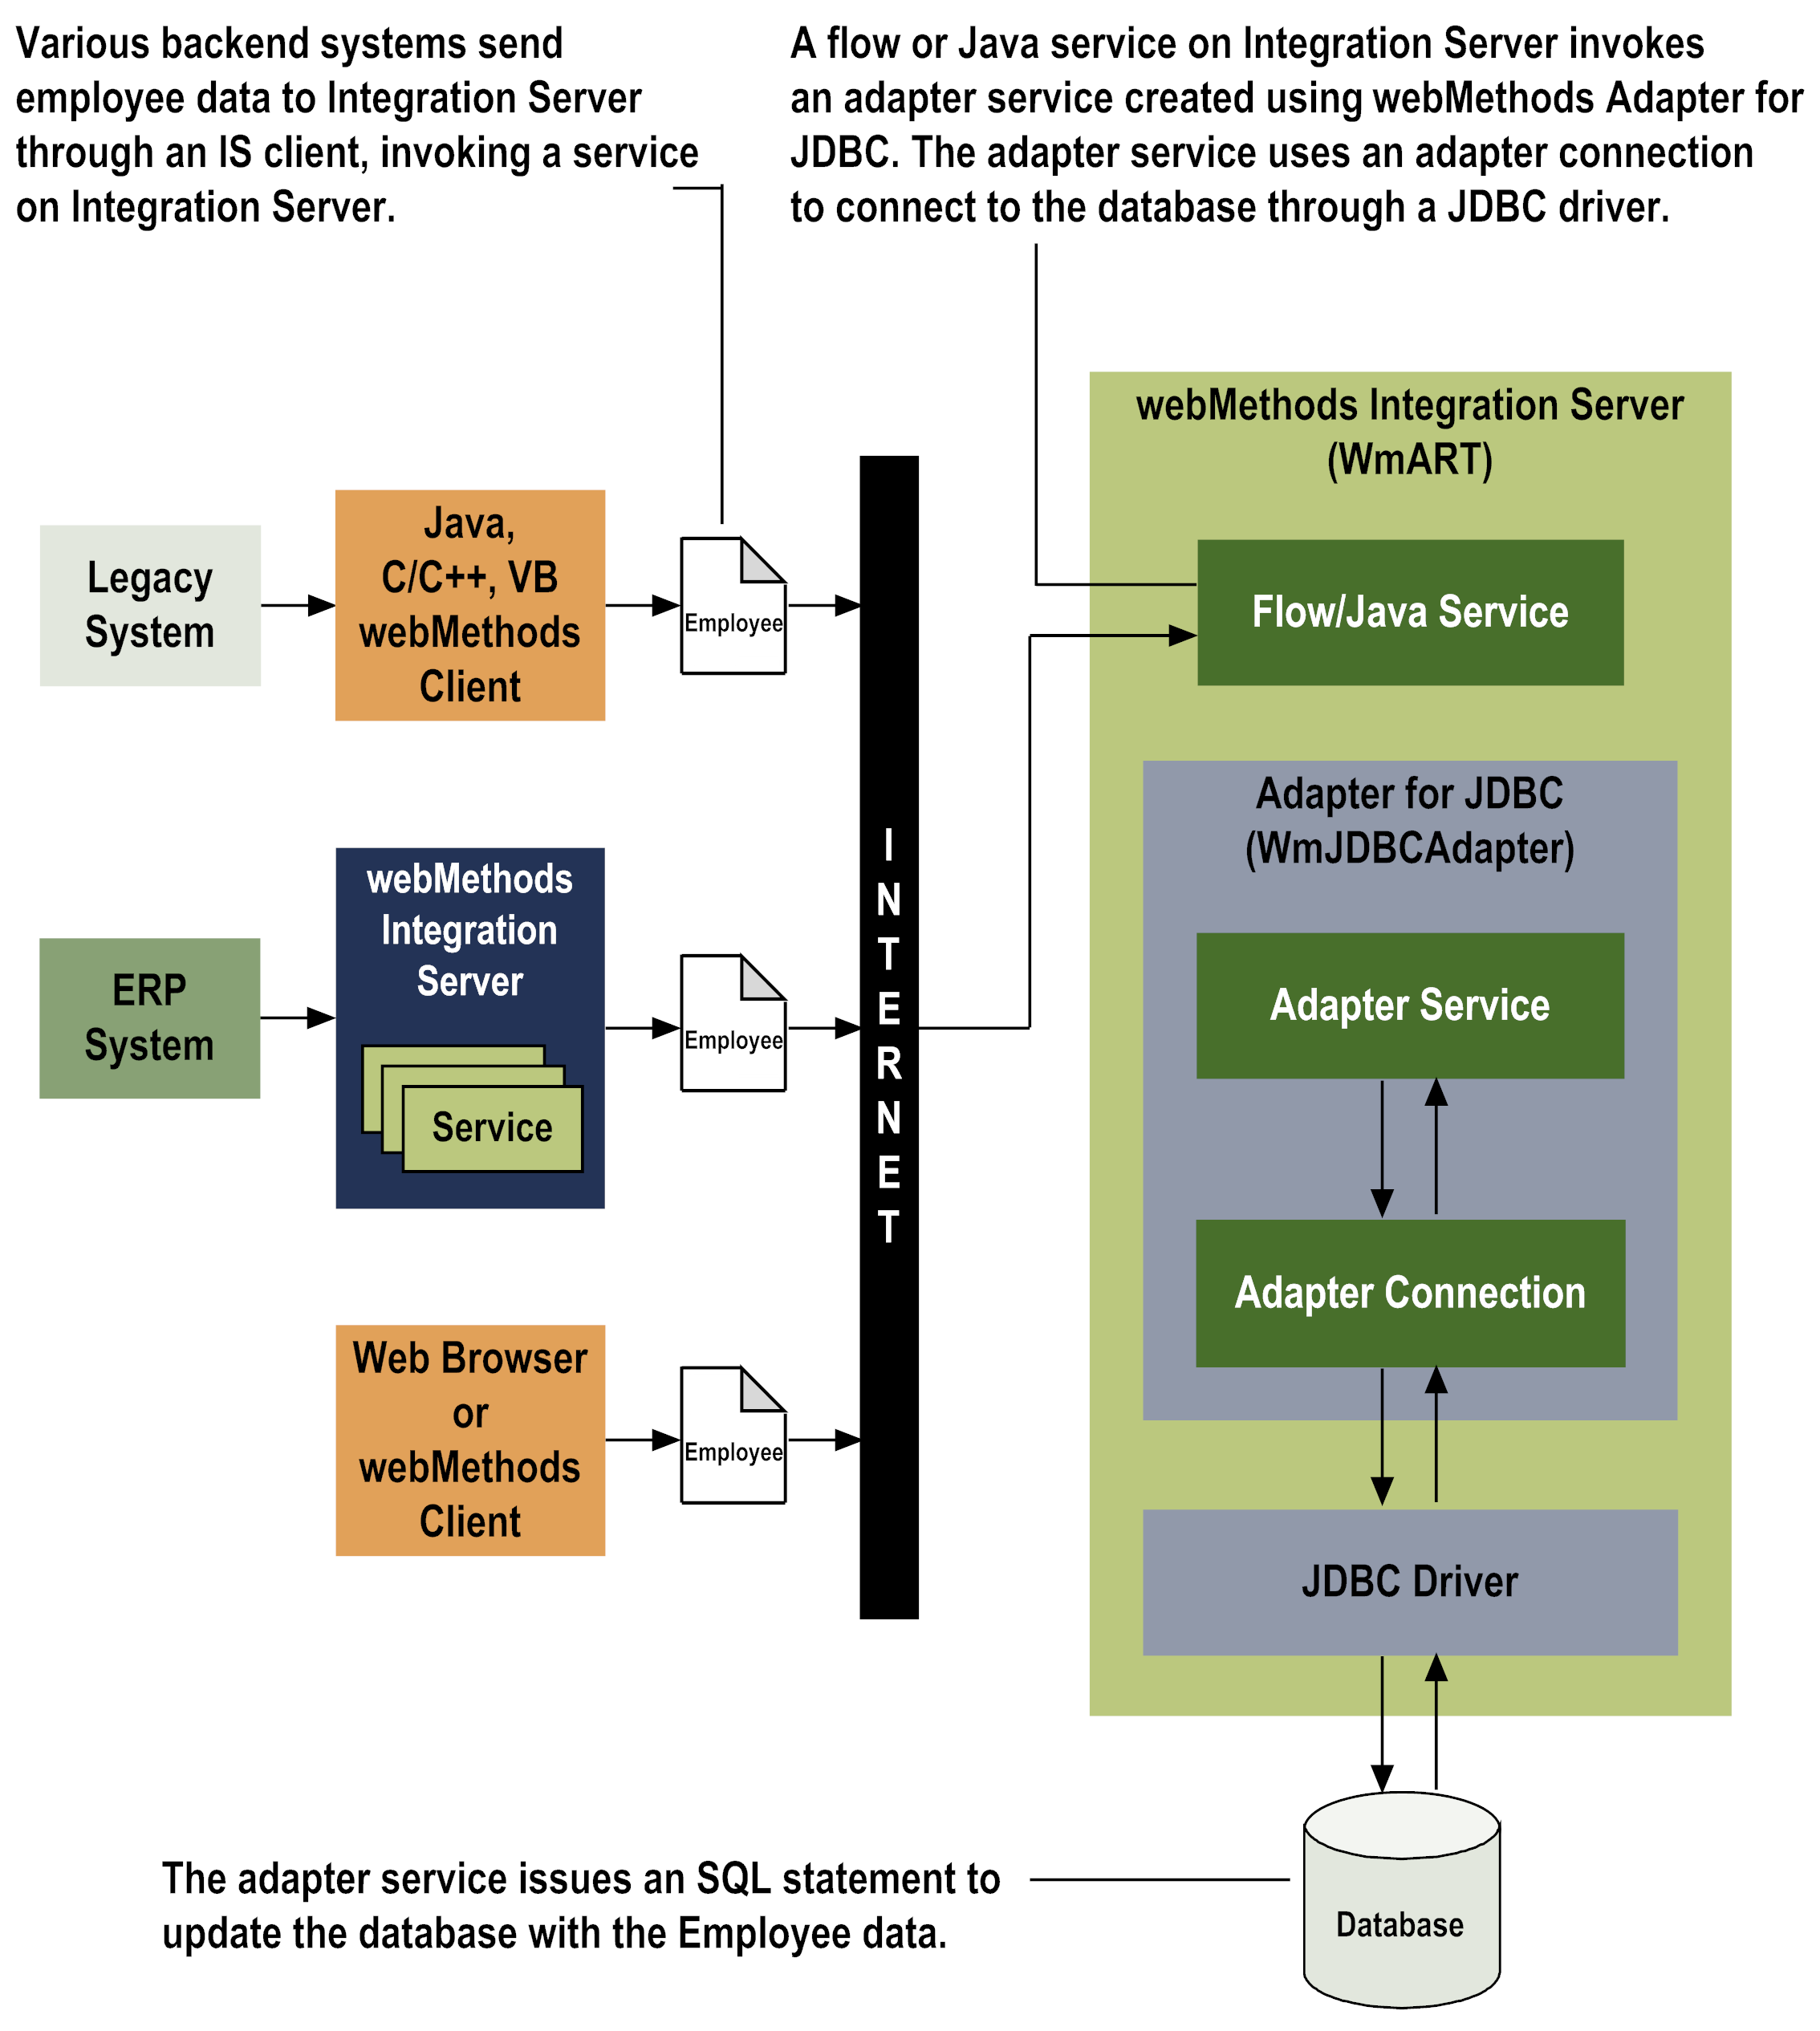 Various backend systems send
employee data to Integration Server
through an IS client, invoking a service
on Integration Server.
A flow or Java service on Integration Server invokes
an adapter service created using webMethods Adapter for
JDBC. The adapter service uses an adapter connection
to connect to the database through a JDBC driver.
Legacy
System
Java,
C/C++, VB
webMethods
Client
Employee
ERP
System
webMethods
Integration
Server
Service
Employee
Web Browser
or
webMethods
Client
Employee
INTERNET
webMethods Integration Server
(WmART)
Flow/Java Service
Adapter for JDBC
(WmJDBCAdapter)
Adapter Service
Adapter Connection
JDBC Driver
The adapter service issues an SQL statement to
update the database with the Employee data.
Database